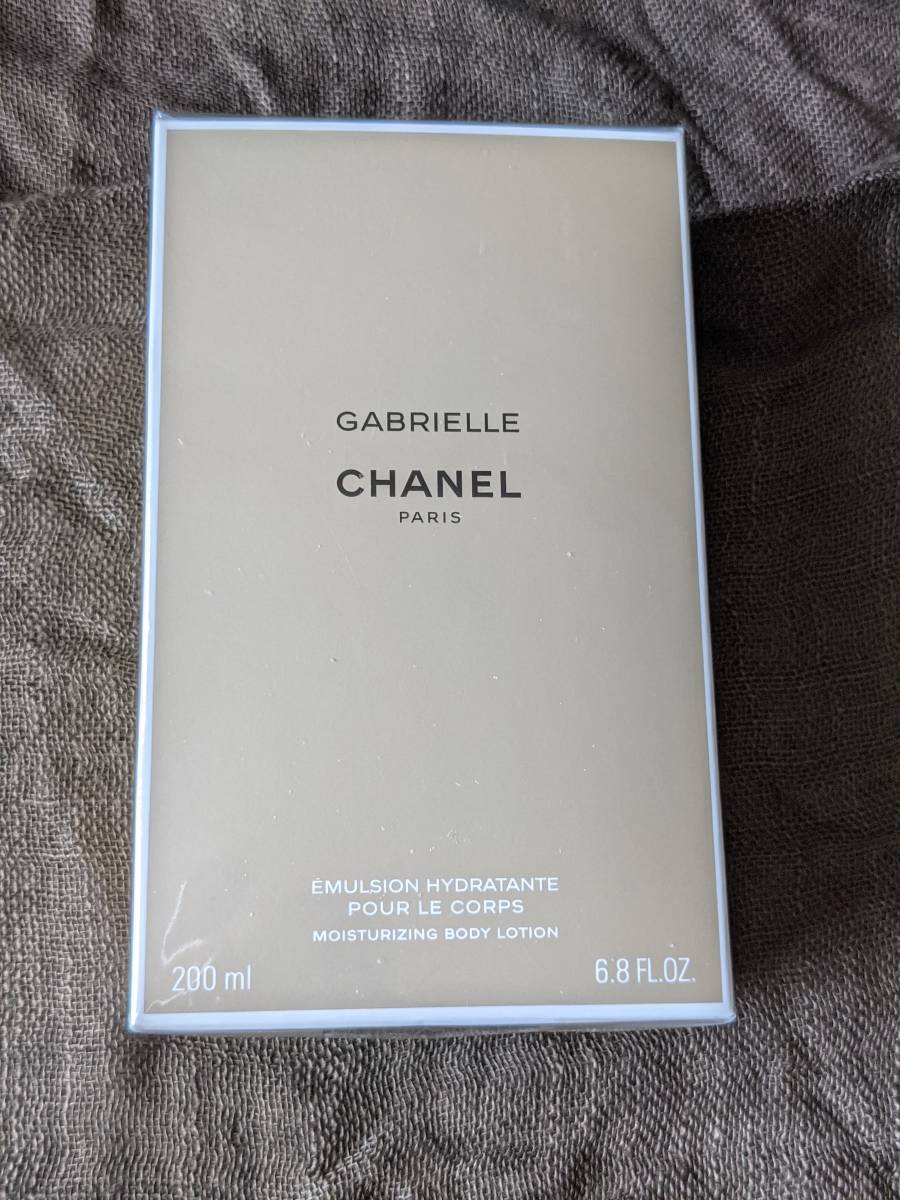 GABRIELLE
CHANEL
PARIS
ÉMULSION HYDRATANTE
POUR LE CORPS
MOISTURIZING BODY LOTION
200 ml 6.8 FL.OZ.